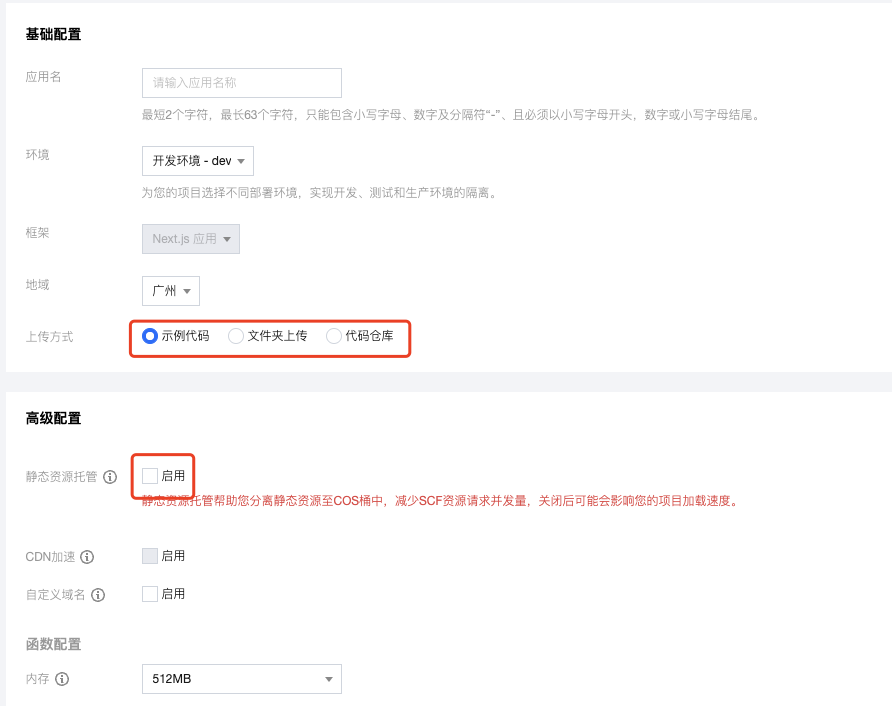 基础配置
应用名
请输入应用名称
最短2个字符，最长63个字符，只能包含小写字母、数字及分隔符“-”、且必须以小写字母开头，数字或小写字母结尾。
环境
开发环境 - dev
为您的项目选择不同部署环境，实现开发、测试和生产环境的隔离。
框架
Next.js 应用
地域
广州
上传方式
示例代码 文件夹上传 代码仓库
高级配置
静态资源托管 启用
静态资源托管帮助您分离静态资源至COS桶中，减少SCF资源请求并发量，关闭后可能会影响您的项目加载速度。
CDN加速 启用
自定义域名 启用
函数配置
内存 512MB